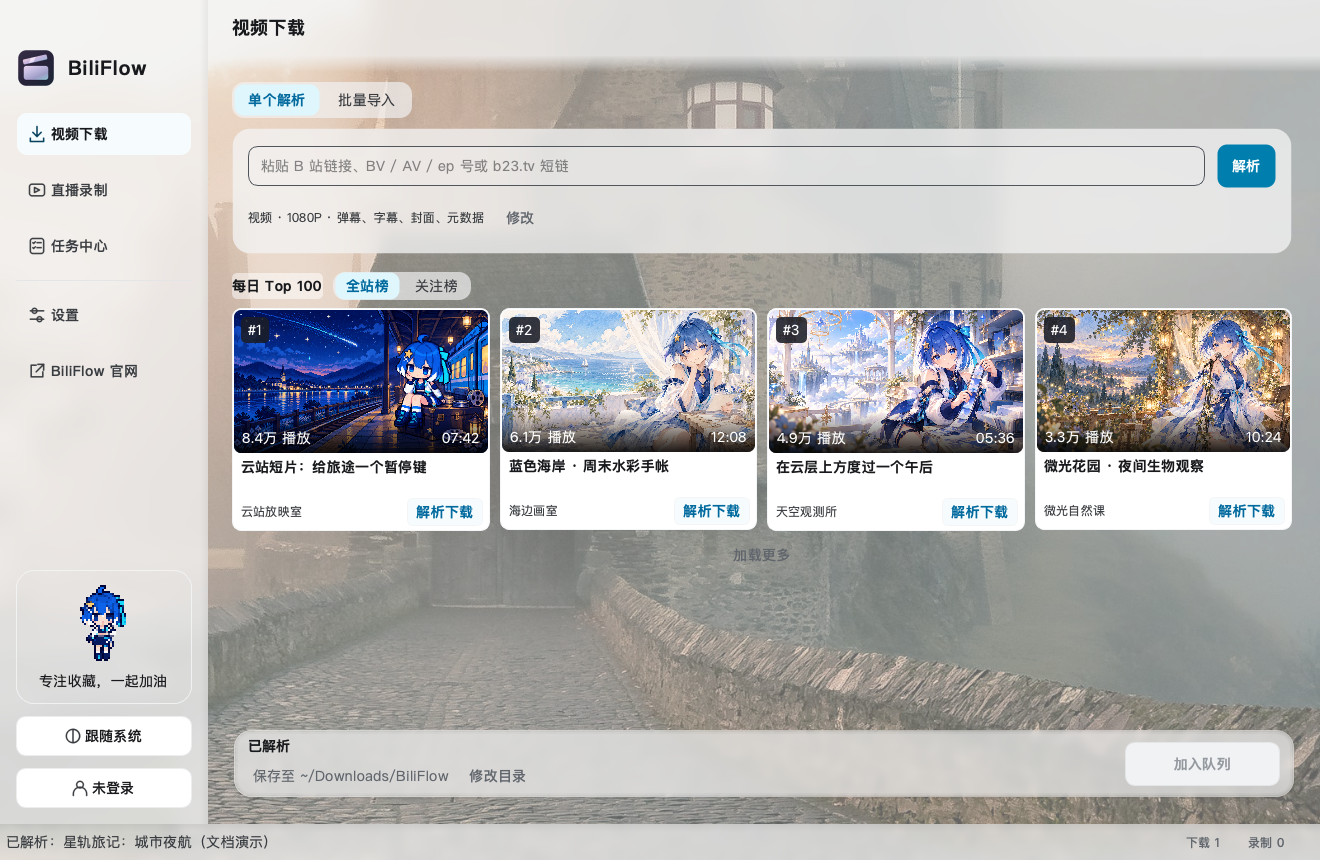 视频下载
BiliFlow
视频下载
直播录制
任务中心
设置
BiliFlow 官网
专注收藏，一起加油
跟随系统
未登录
单个解析 批量导入
粘贴 B 站链接、BV / AV / ep 号或 b23.tv 短链
解析
视频 · 1080P · 弹幕、字幕、封面、元数据 修改
每日 Top 100 全站榜 关注榜
#1
8.4万 播放 07:42
云站短片：给旅途一个暂停键
云站放映室 解析下载
#2
6.1万 播放 12:08
蓝色海岸 · 周末水彩手帐
海边画室 解析下载
#3
4.9万 播放 05:36
在云层上方度过一个午后
天空观测所 解析下载
#4
3.3万 播放 10:24
微光花园 · 夜间生物观察
微光自然课 解析下载
加载更多
已解析
保存至 ~/Downloads/BiliFlow 修改目录
加入队列
已解析：星轨旅记：城市夜航（文档演示）
下载 1 录制 0